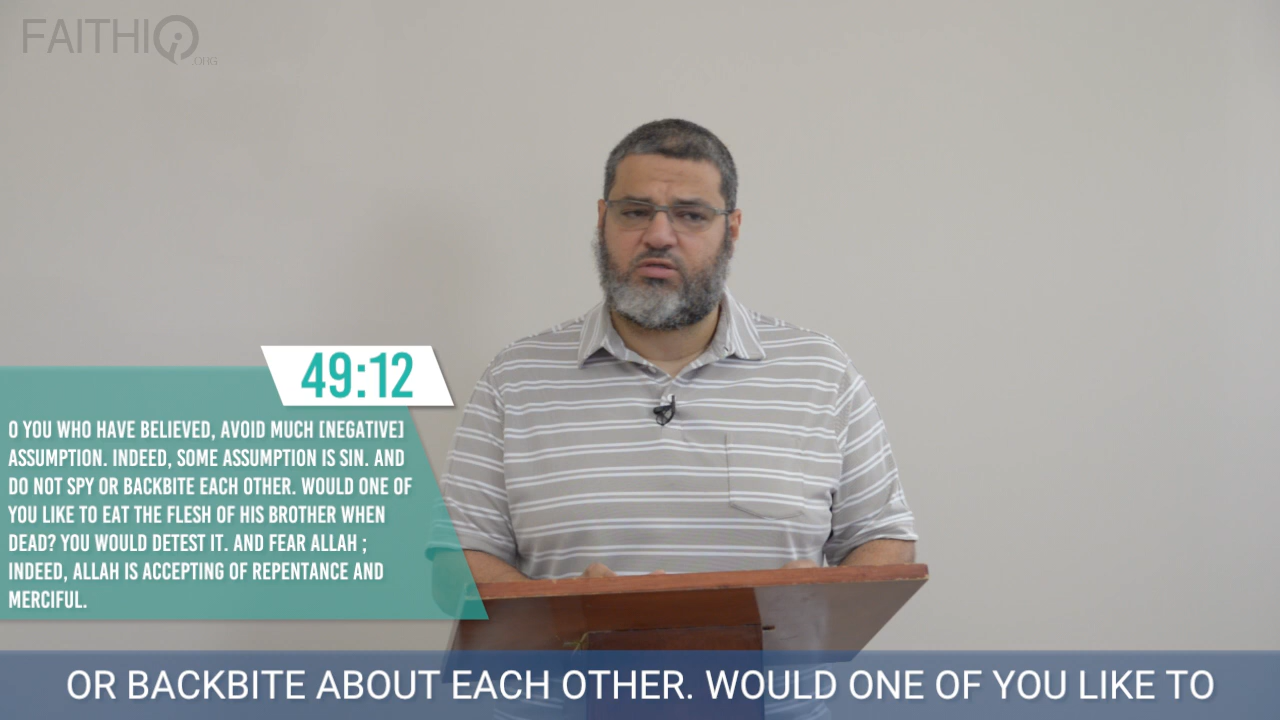 FAITHIQ
.ORG
49:12
O YOU WHO HAVE BELIEVED, AVOID MUCH [NEGATIVE]
ASSUMPTION. INDEED, SOME ASSUMPTION IS SIN. AND
DO NOT SPY OR BACKBITE EACH OTHER. WOULD ONE OF
YOU LIKE TO EAT THE FLESH OF HIS BROTHER WHEN
DEAD? YOU WOULD DETEST IT. AND FEAR ALLAH ;
INDEED, ALLAH IS ACCEPTING OF REPENTANCE AND
MERCIFUL.
OR BACKBITE ABOUT EACH OTHER. WOULD ONE OF YOU LIKE TO